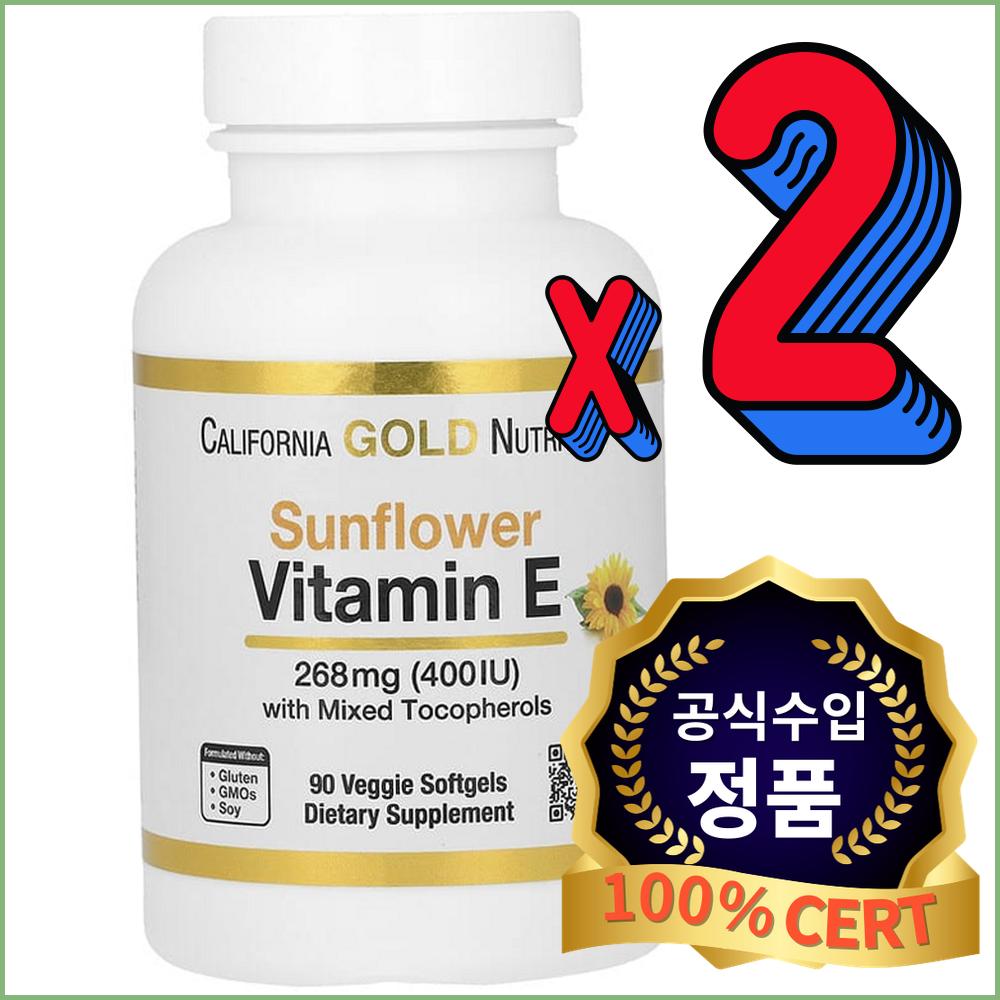 x2
CALIFORNIA GOLD NUTRI
Sunflower
Vitamin E
268mg (400IU)
with Mixed Tocopherols
Formulated Without:
• Gluten
• GMOs
• Soy
90 Veggie Softgels
Dietary Supplement
공식수입
정품
100% CERT